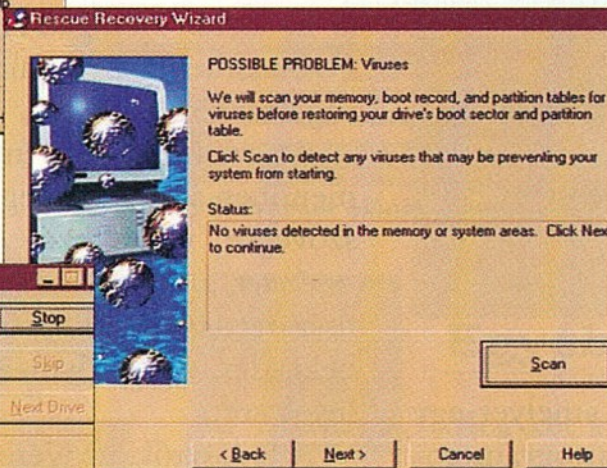 Rescue Recovery Wizard
POSSIBLE PROBLEM: Viruses
We will scan your memory, boot record, and partition tables for
viruses before restoring your drive's boot sector and partition
table.
Click Scan to detect any viruses that may be preventing your
system from starting.
Status:
No viruses detected in the memory or system areas. Click Nex
to continue.
Stop
Skip
Next Drive
Scan
< Back
Next >
Cancel
Help